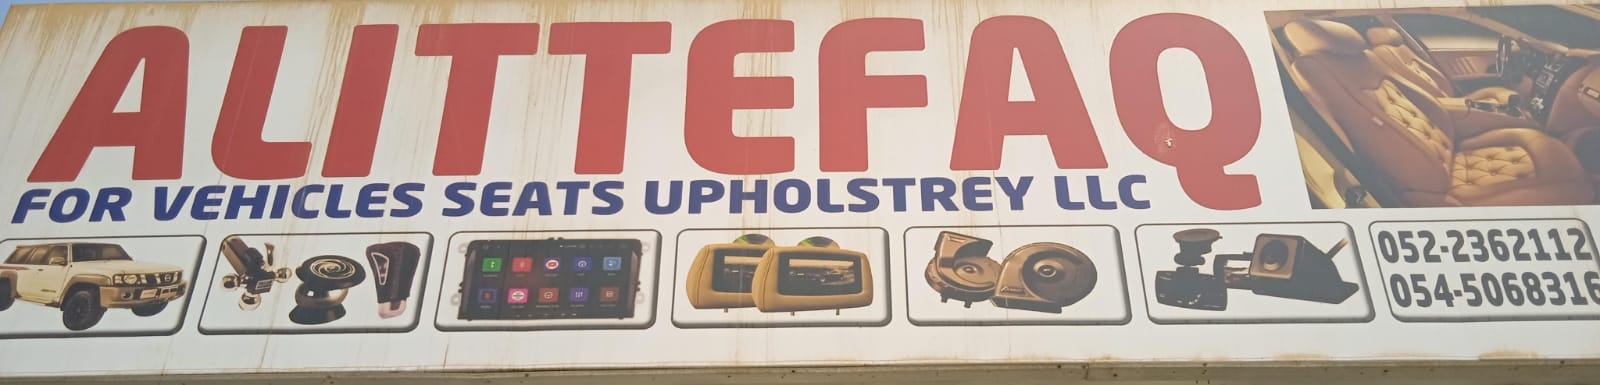 ALITTEFAQ
FOR VEHICLES SEATS UPHOLSTREY LLC
052-2362112
054-5068316